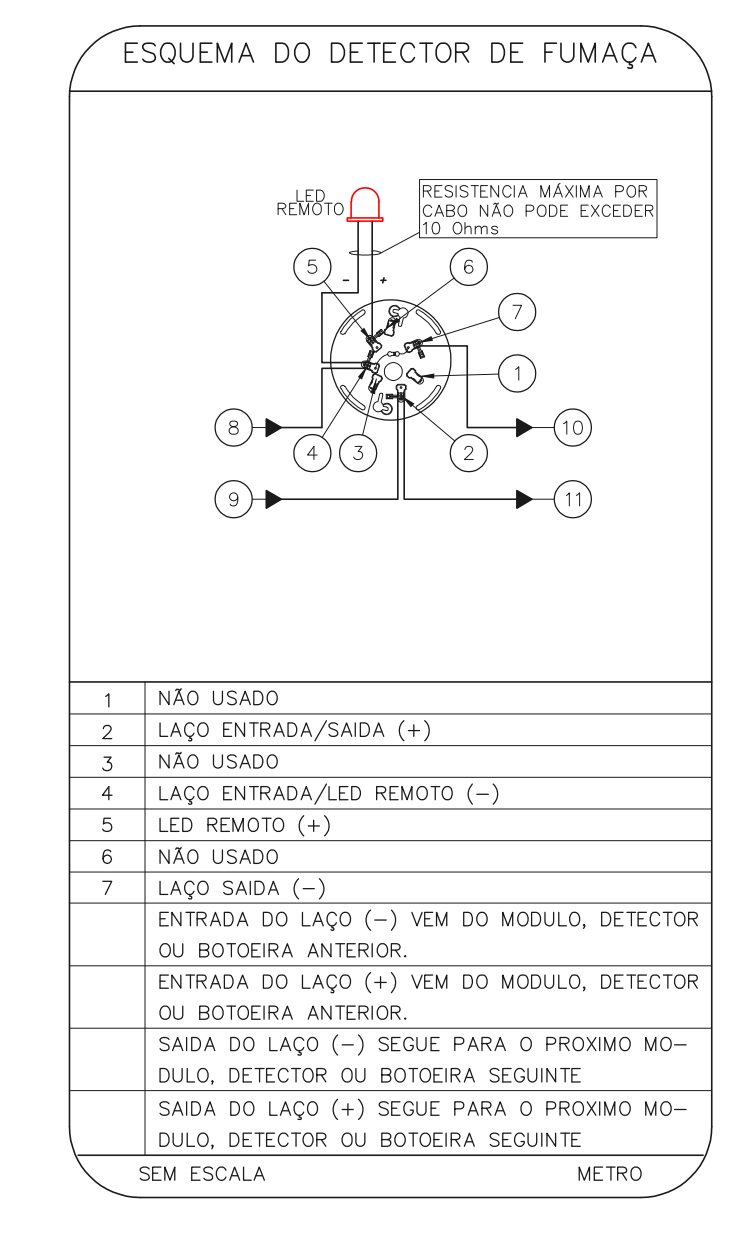 ESQUEMA DO DETECTOR DE FUMAÇA
LED
REMOTO
RESISTENCIA MÁXIMA POR
CABO NÃO PODE EXCEDER
10 Ohms
5
6
- +
7
1
8
10
4
3
2
9
11
1 NÃO USADO
2 LAÇO ENTRADA/SAIDA (+)
3 NÃO USADO
4 LAÇO ENTRADA/LED REMOTO (-)
5 LED REMOTO (+)
6 NÃO USADO
7 LAÇO SAIDA (-)
ENTRADA DO LAÇO (-) VEM DO MODULO, DETECTOR
OU BOTOEIRA ANTERIOR.
ENTRADA DO LAÇO (+) VEM DO MODULO, DETECTOR
OU BOTOEIRA ANTERIOR.
SAIDA DO LAÇO (-) SEGUE PARA O PROXIMO MO-
DULO, DETECTOR OU BOTOEIRA SEGUINTE
SAIDA DO LAÇO (+) SEGUE PARA O PROXIMO MO-
DULO, DETECTOR OU BOTOEIRA SEGUINTE
SEM ESCALA METRO